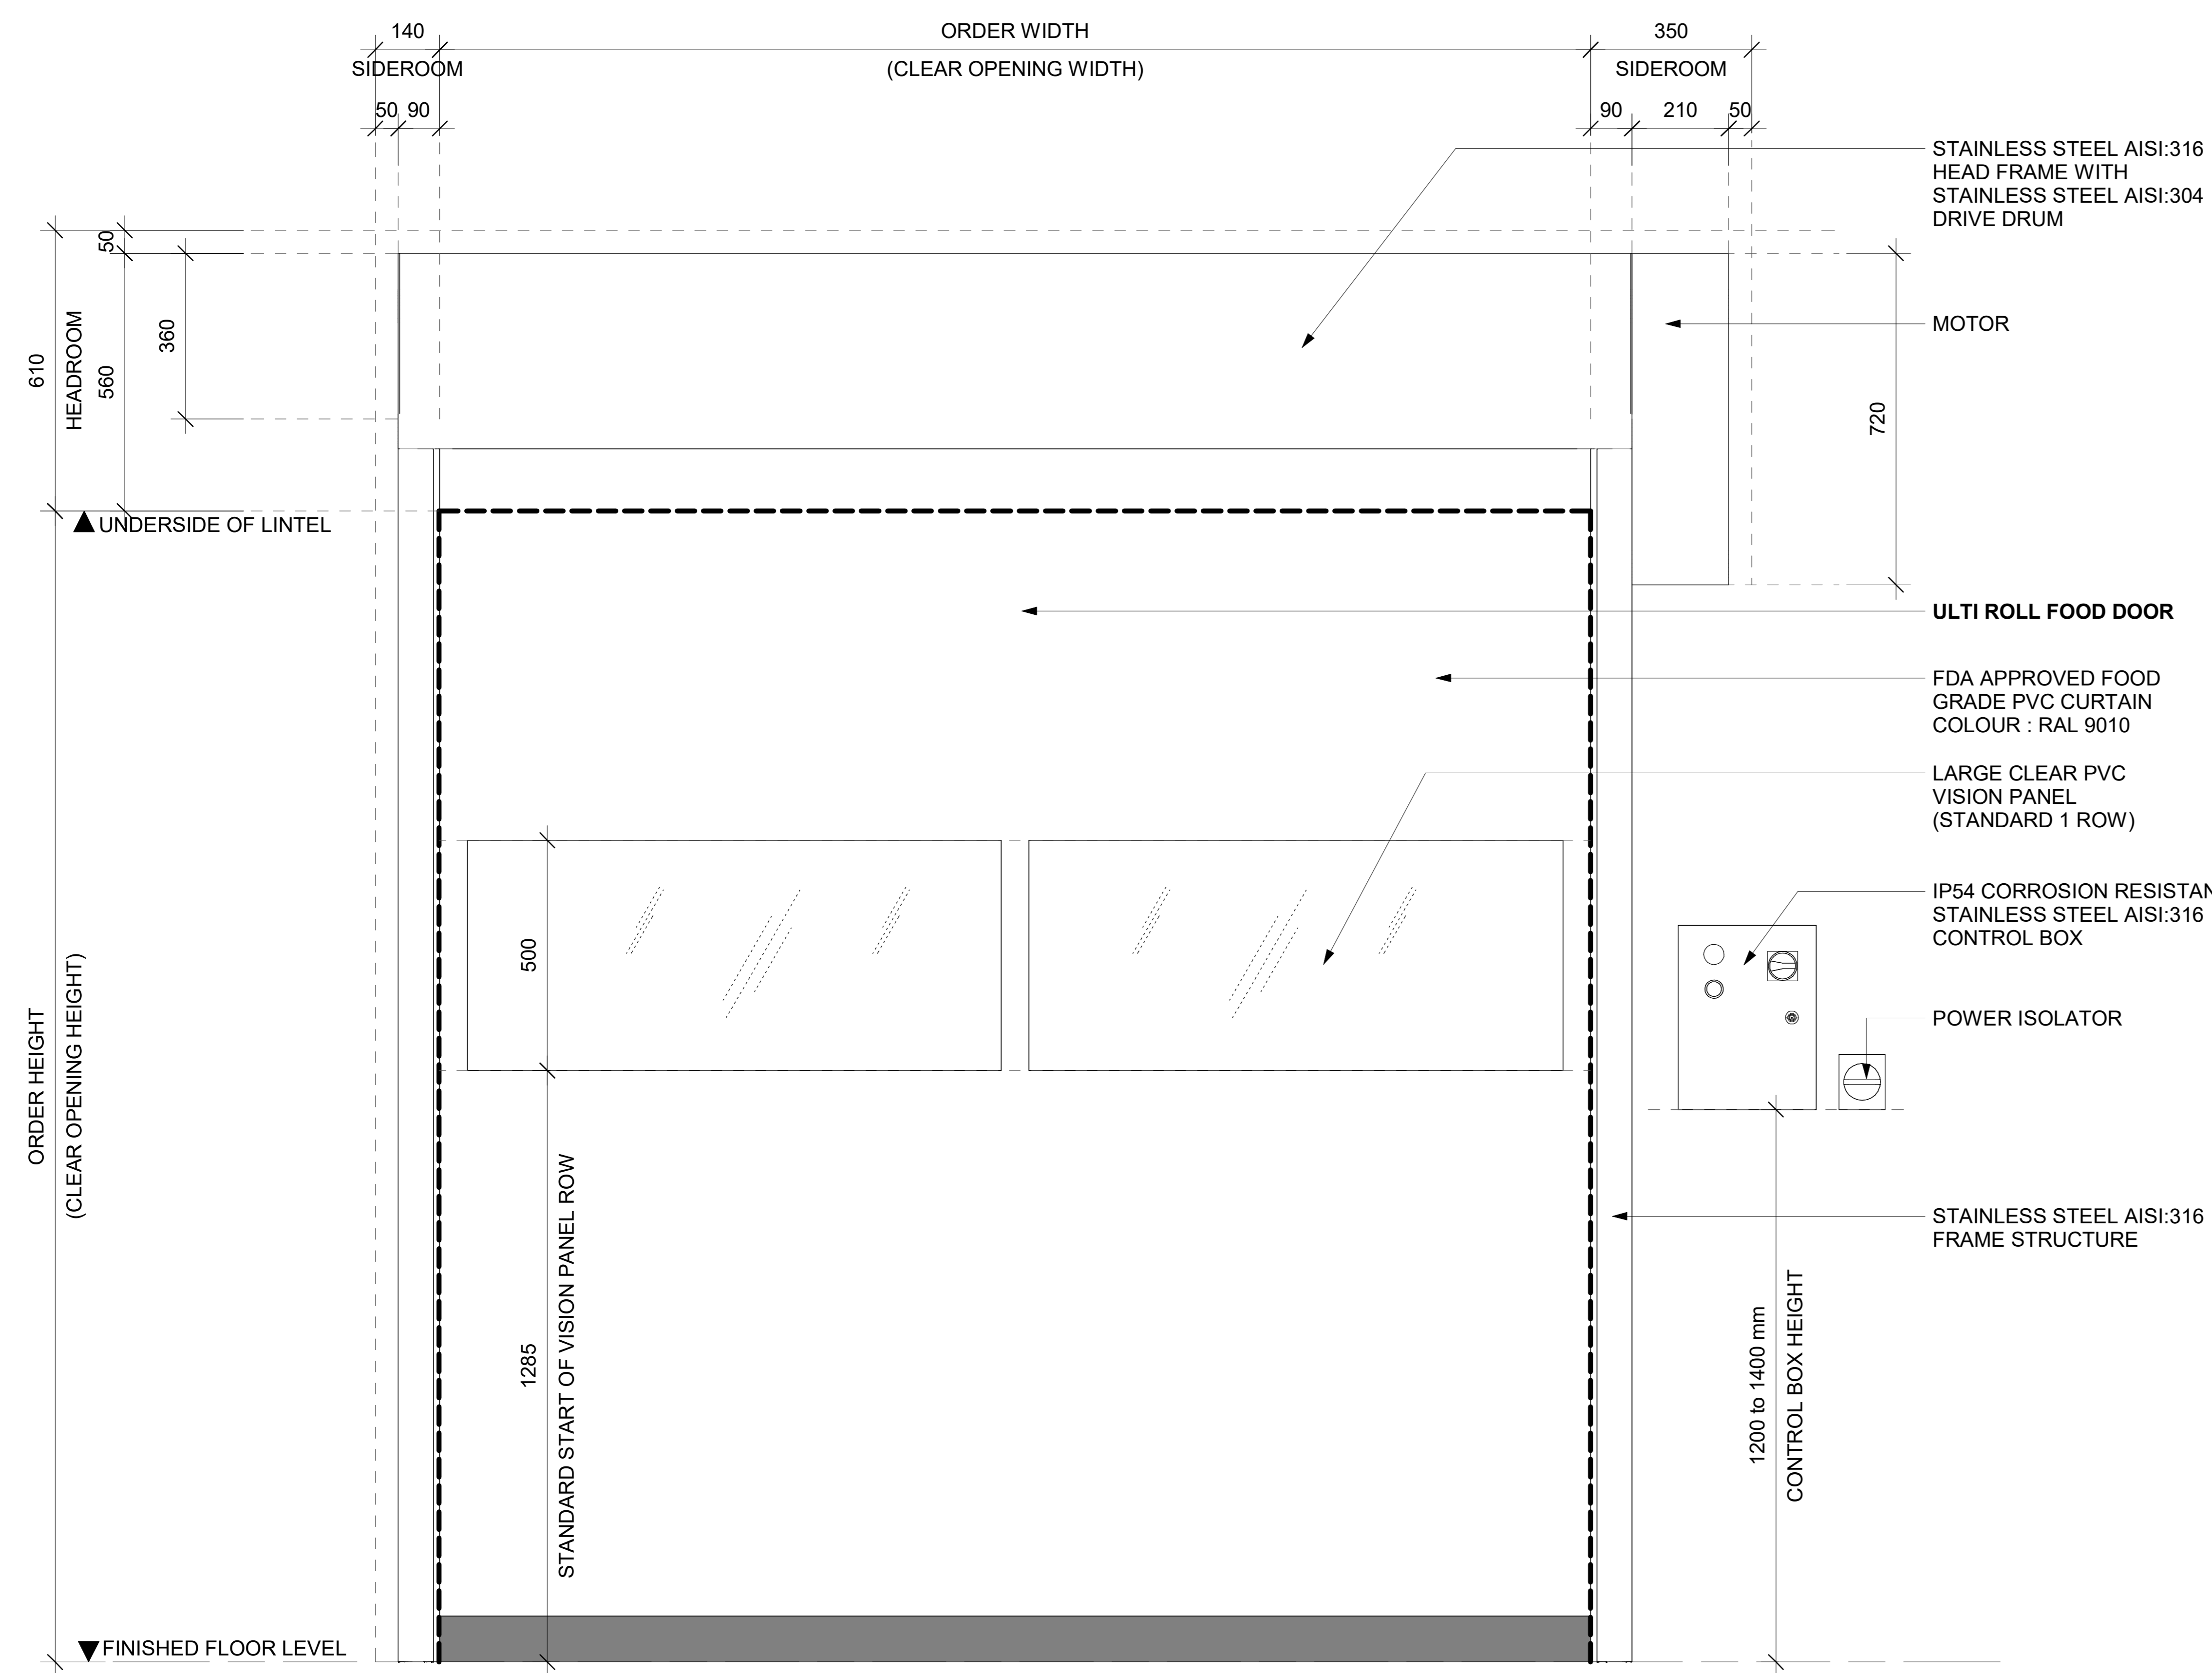 140
ORDER WIDTH
350
SIDEROOM
(CLEAR OPENING WIDTH)
SIDEROOM
50
90
90
210
50
STAINLESS STEEL AISI:316
HEAD FRAME WITH
STAINLESS STEEL AISI:304
DRIVE DRUM
50
610
HEADROOM
560
360
MOTOR
720
UNDERSIDE OF LINTEL
ULTI ROLL FOOD DOOR
FDA APPROVED FOOD
GRADE PVC CURTAIN
COLOUR : RAL 9010
LARGE CLEAR PVC
VISION PANEL
(STANDARD 1 ROW)
IP54 CORROSION RESISTAN
STAINLESS STEEL AISI:316
CONTROL BOX
500
POWER ISOLATOR
ORDER HEIGHT
(CLEAR OPENING HEIGHT)
1285
STANDARD START OF VISION PANEL ROW
STAINLESS STEEL AISI:316
FRAME STRUCTURE
1200 to 1400 mm
CONTROL BOX HEIGHT
FINISHED FLOOR LEVEL